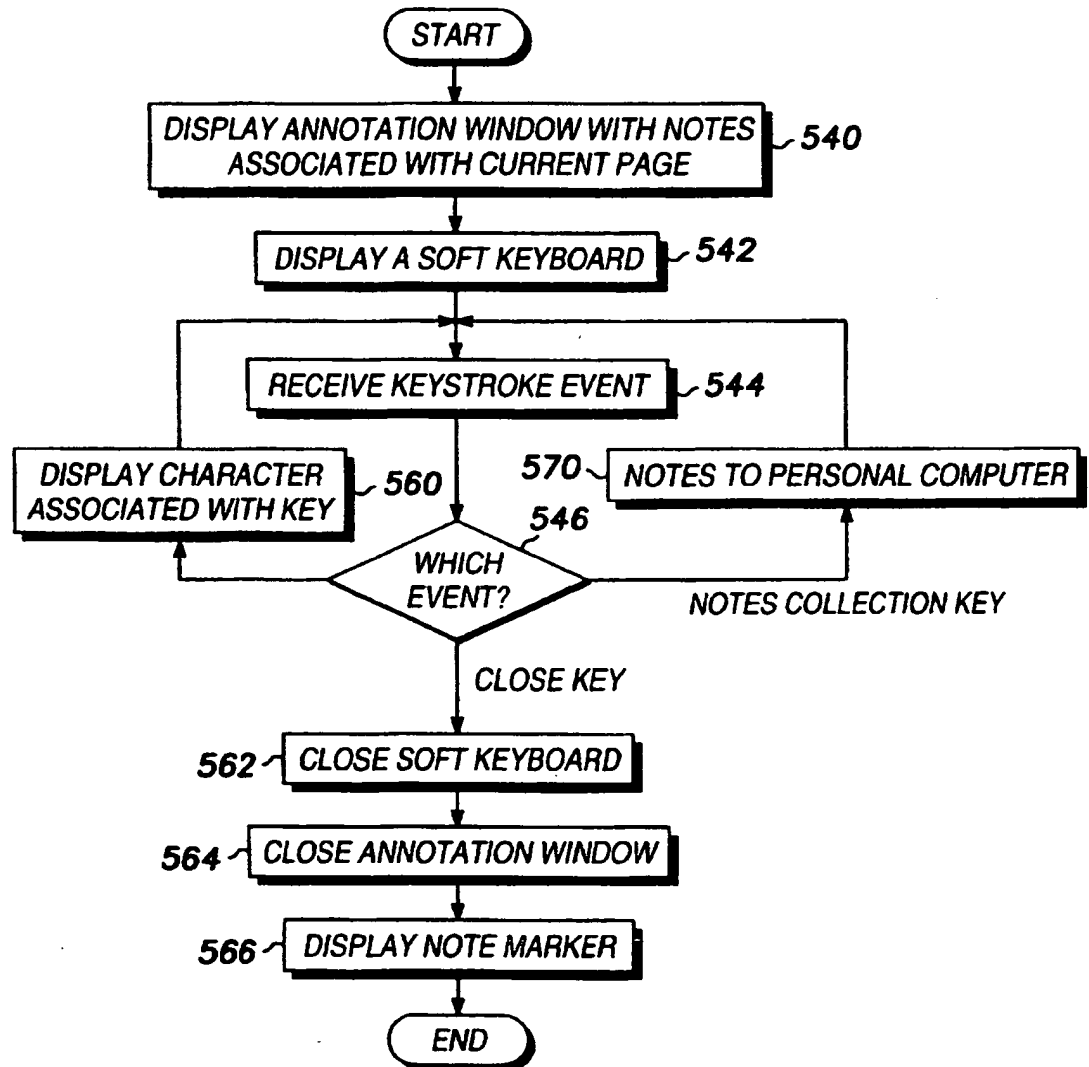 START
DISPLAY ANNOTATION WINDOW WITH NOTES
ASSOCIATED WITH CURRENT PAGE
540
DISPLAY A SOFT KEYBOARD
542
RECEIVE KEYSTROKE EVENT
544
DISPLAY CHARACTER
ASSOCIATED WITH KEY
560
570
NOTES TO PERSONAL COMPUTER
546
WHICH
EVENT?
NOTES COLLECTION KEY
CLOSE KEY
562
CLOSE SOFT KEYBOARD
564
CLOSE ANNOTATION WINDOW
566
DISPLAY NOTE MARKER
END